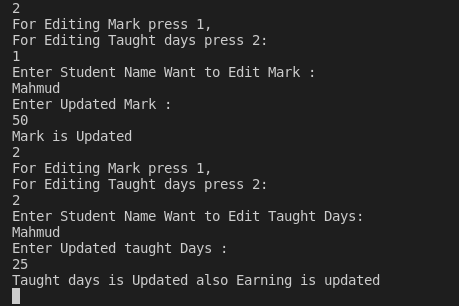 2
For Editing Mark press 1,
For Editing Taught days press 2:
1
Enter Student Name Want to Edit Mark :
Mahmud
Enter Updated Mark :
50
Mark is Updated
2
For Editing Mark press 1,
For Editing Taught days press 2:
2
Enter Student Name Want to Edit Taught Days:
Mahmud
Enter Updated taught Days :
25
Taught days is Updated also Earning is updated